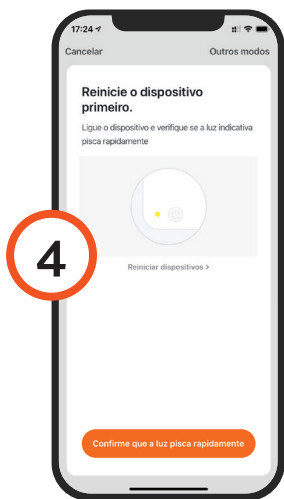 17:24
Cancelar Outros modos
Reinicie o dispositivo
primeiro.
Ligue o dispositivo e verifique se a luz indicativa
pisca rapidamente
4
Reiniciar dispositivos >
Confirme que a luz pisca rapidamente